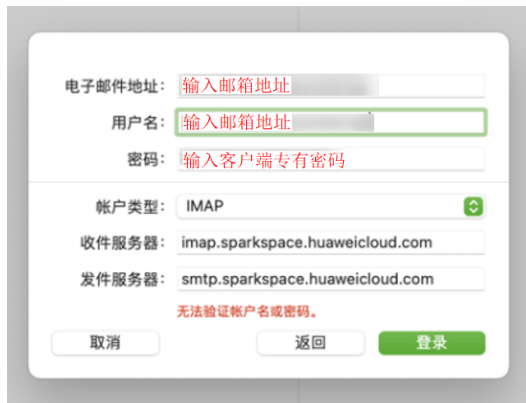 电子邮件地址： 输入邮箱地址
用户名： 输入邮箱地址
密码： 输入客户端专有密码
帐户类型： IMAP
收件服务器： imap.sparkspace.huaweicloud.com
发件服务器： smtp.sparkspace.huaweicloud.com
无法验证帐户名或密码。
取消 返回 登录